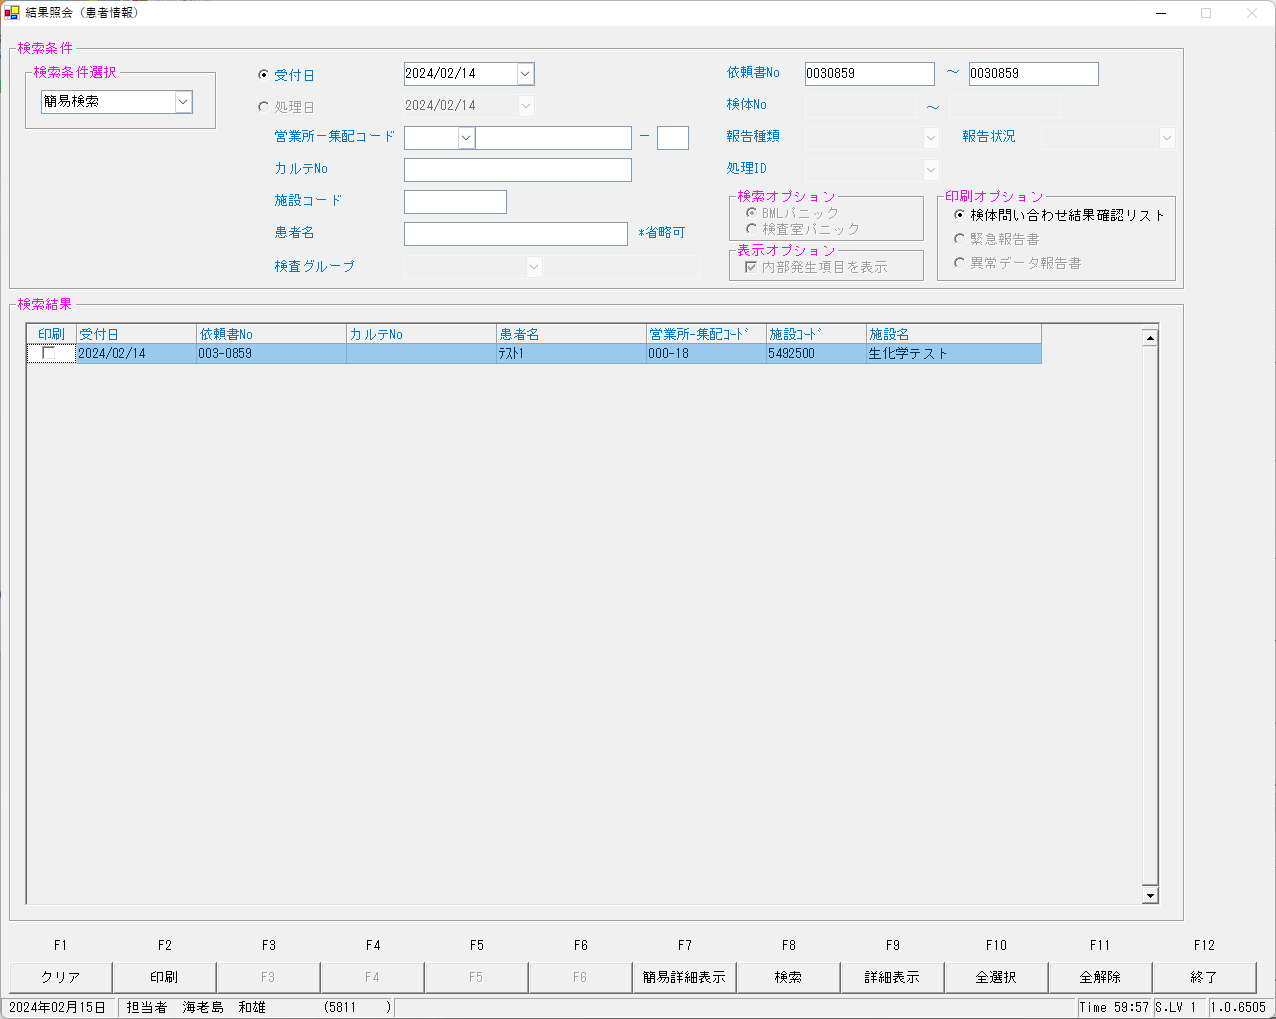 結果照会（患者情報）
検索条件
検索条件選択
簡易検索
受付日 2024/02/14
処理日 2024/02/14
営業所－集配コード －
カルテNo
施設コード
患者名 *省略可
検査グループ
依頼書No 0030859 ～ 0030859
検体No ～
報告種類 報告状況
処理ID
検索オプション
BMLパニック
検査室パニック
表示オプション
内部発生項目を表示
印刷オプション
検体問い合わせ結果確認リスト
緊急報告書
異常データ報告書
検索結果
印刷 受付日 依頼書No カルテNo 患者名 営業所-集配ｺｰﾄﾞ 施設ｺｰﾄﾞ 施設名
2024/02/14 003-0859 ﾃｽﾄ1 000-18 5492500 生化学テスト
F1 F2 F3 F4 F5 F6 F7 F8 F9 F10 F11 F12
クリア 印刷 F3 F4 F5 F6 簡易詳細表示 検索 詳細表示 全選択 全解除 終了
2024年02月15日 担当者 海老島 和雄 (5811 ) Time 59:57 S.LV 1 1.0.6505